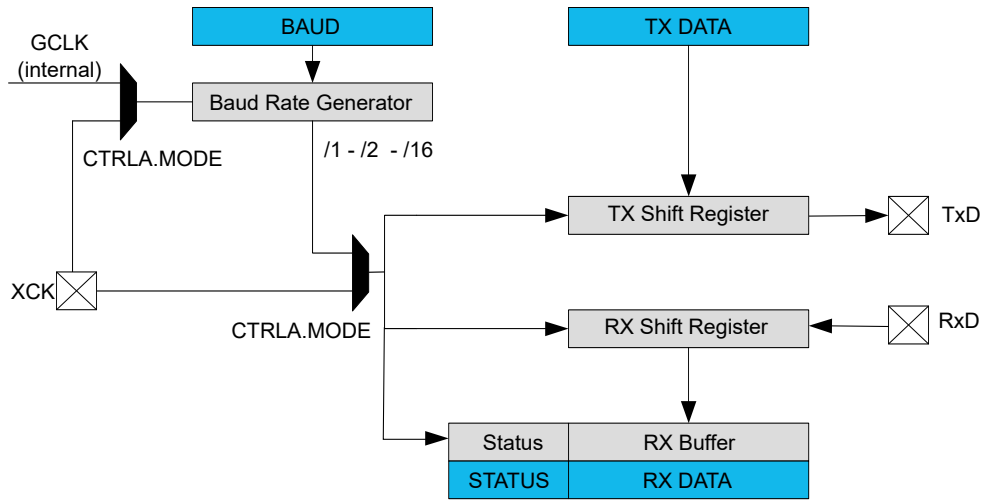 BAUD
TX DATA
GCLK
(internal)
Baud Rate Generator
CTRLA.MODE
/1 - /2 - /16
TX Shift Register
TxD
XCK
CTRLA.MODE
RX Shift Register
RxD
Status
RX Buffer
STATUS
RX DATA